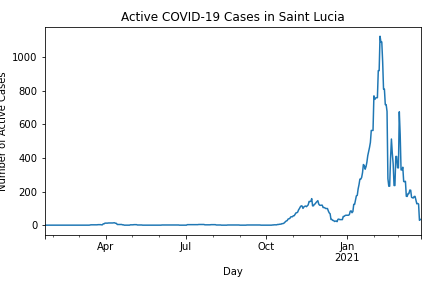 Active COVID-19 Cases in Saint Lucia
Number of Active Cases
1000
800
600
400
200
0
Apr
Jul
Oct
Jan
2021
Day